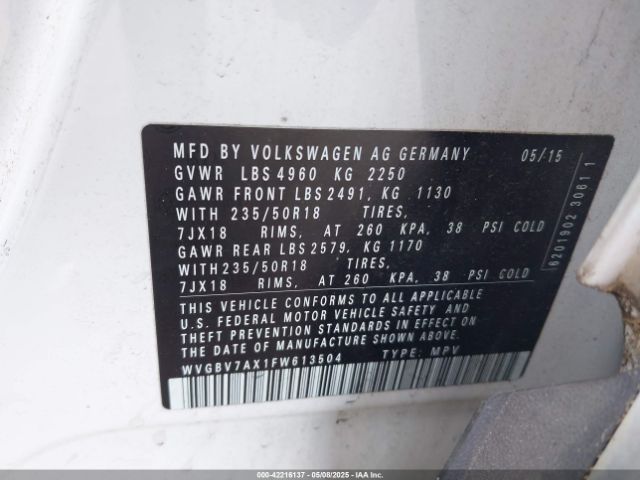 MFD BY VOLKSWAGEN AG GERMANY 05/15
GVWR LBS 4960 KG 2250
GAWR FRONT LBS 2491, KG 1130
WITH 235/50R18 TIRES,
7JX18 RIMS, AT 260 KPA, 38 PSI COLD
GAWR REAR LBS 2579, KG 1170
WITH 235/50R18 TIRES,
7JX18 RIMS, AT 260 KPA, 38 PSI COLD
THIS VEHICLE CONFORMS TO ALL APPLICABLE
U.S. FEDERAL MOTOR VEHICLE SAFETY AND
THEFT PREVENTION STANDARDS IN EFFECT ON
THE DATE OF MANUFACTURE SHOWN ABOVE
WVGBV7AX1FW613504 TYPE: MPV
6201902 3061 1
000-42216137 - 05/08/2025 - IAAI.COM